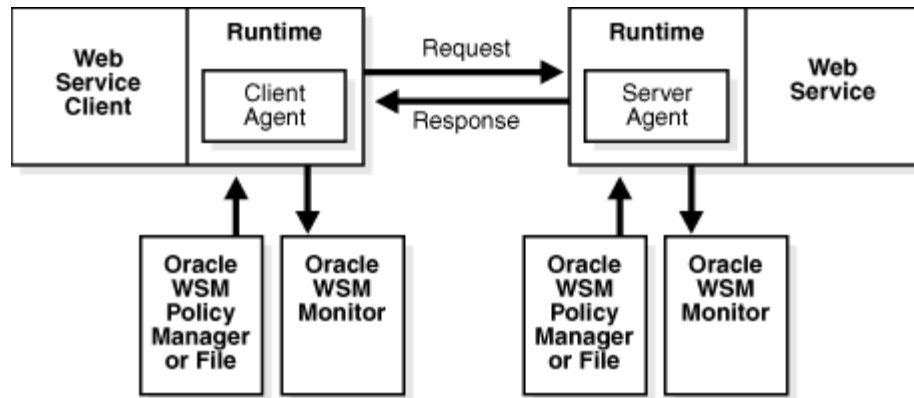 Web
Service
Client
Runtime
Client
Agent
Request
Response
Runtime
Server
Agent
Web
Service
Oracle
WSM
Policy
Manager
or File
Oracle
WSM
Monitor
Oracle
WSM
Policy
Manager
or File
Oracle
WSM
Monitor